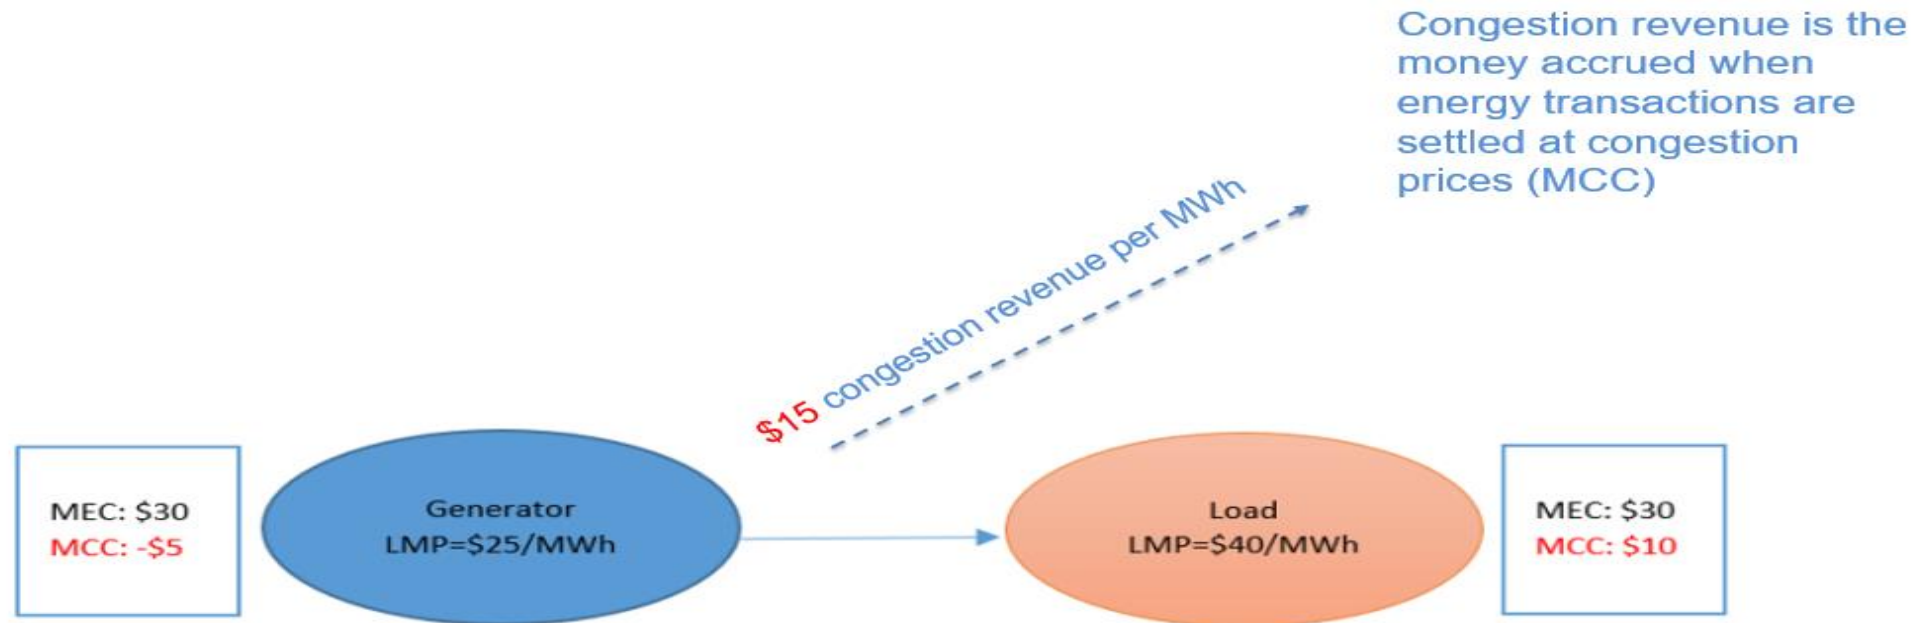 Congestion revenue is the
money accrued when
energy transactions are
settled at congestion
prices (MCC)
$15 congestion revenue per MWh
MEC: $30
MCC: -$5
Generator
LMP=$25/MWh
Load
LMP=$40/MWh
MEC: $30
MCC: $10